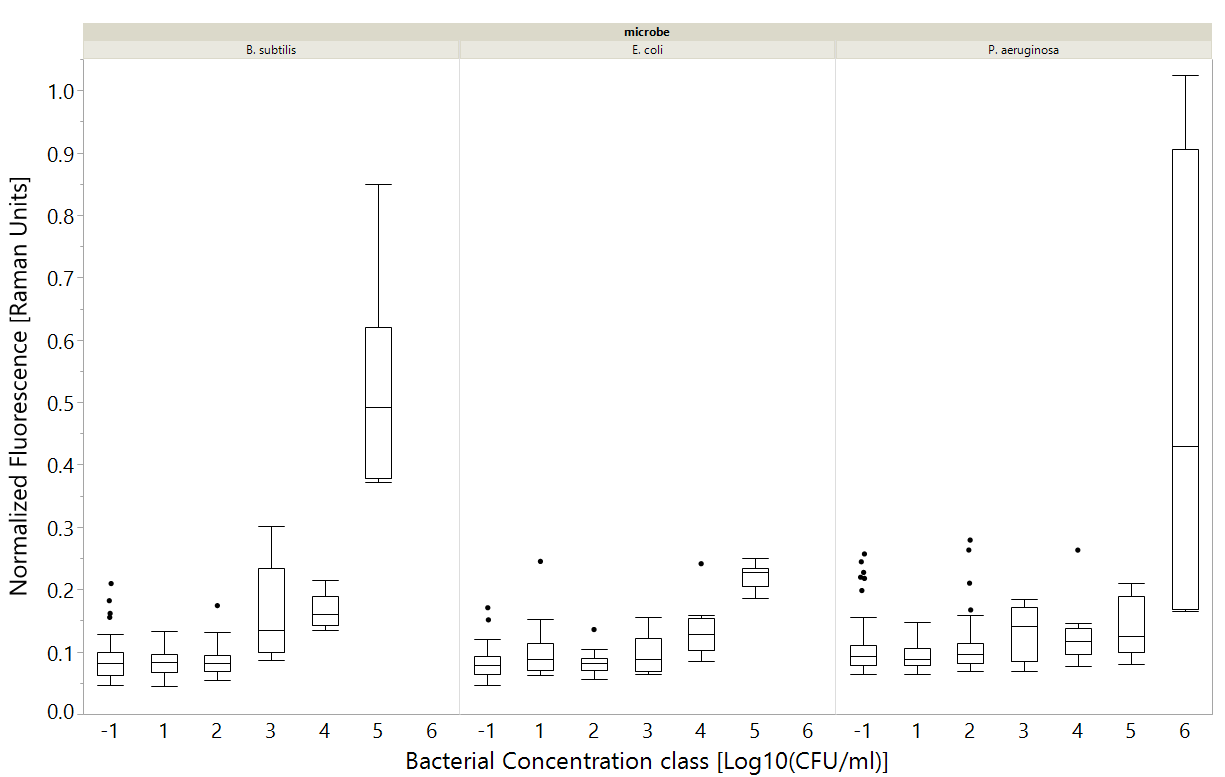 microbe
B. subtilis E. coli P. aeruginosa
Normalized Fluorescence [Raman Units]
1.0
0.9
0.8
0.7
0.6
0.5
0.4
0.3
0.2
0.1
0.0
-1 1 2 3 4 5 6 -1 1 2 3 4 5 6 -1 1 2 3 4 5 6
Bacterial Concentration class [Log10(CFU/ml)]